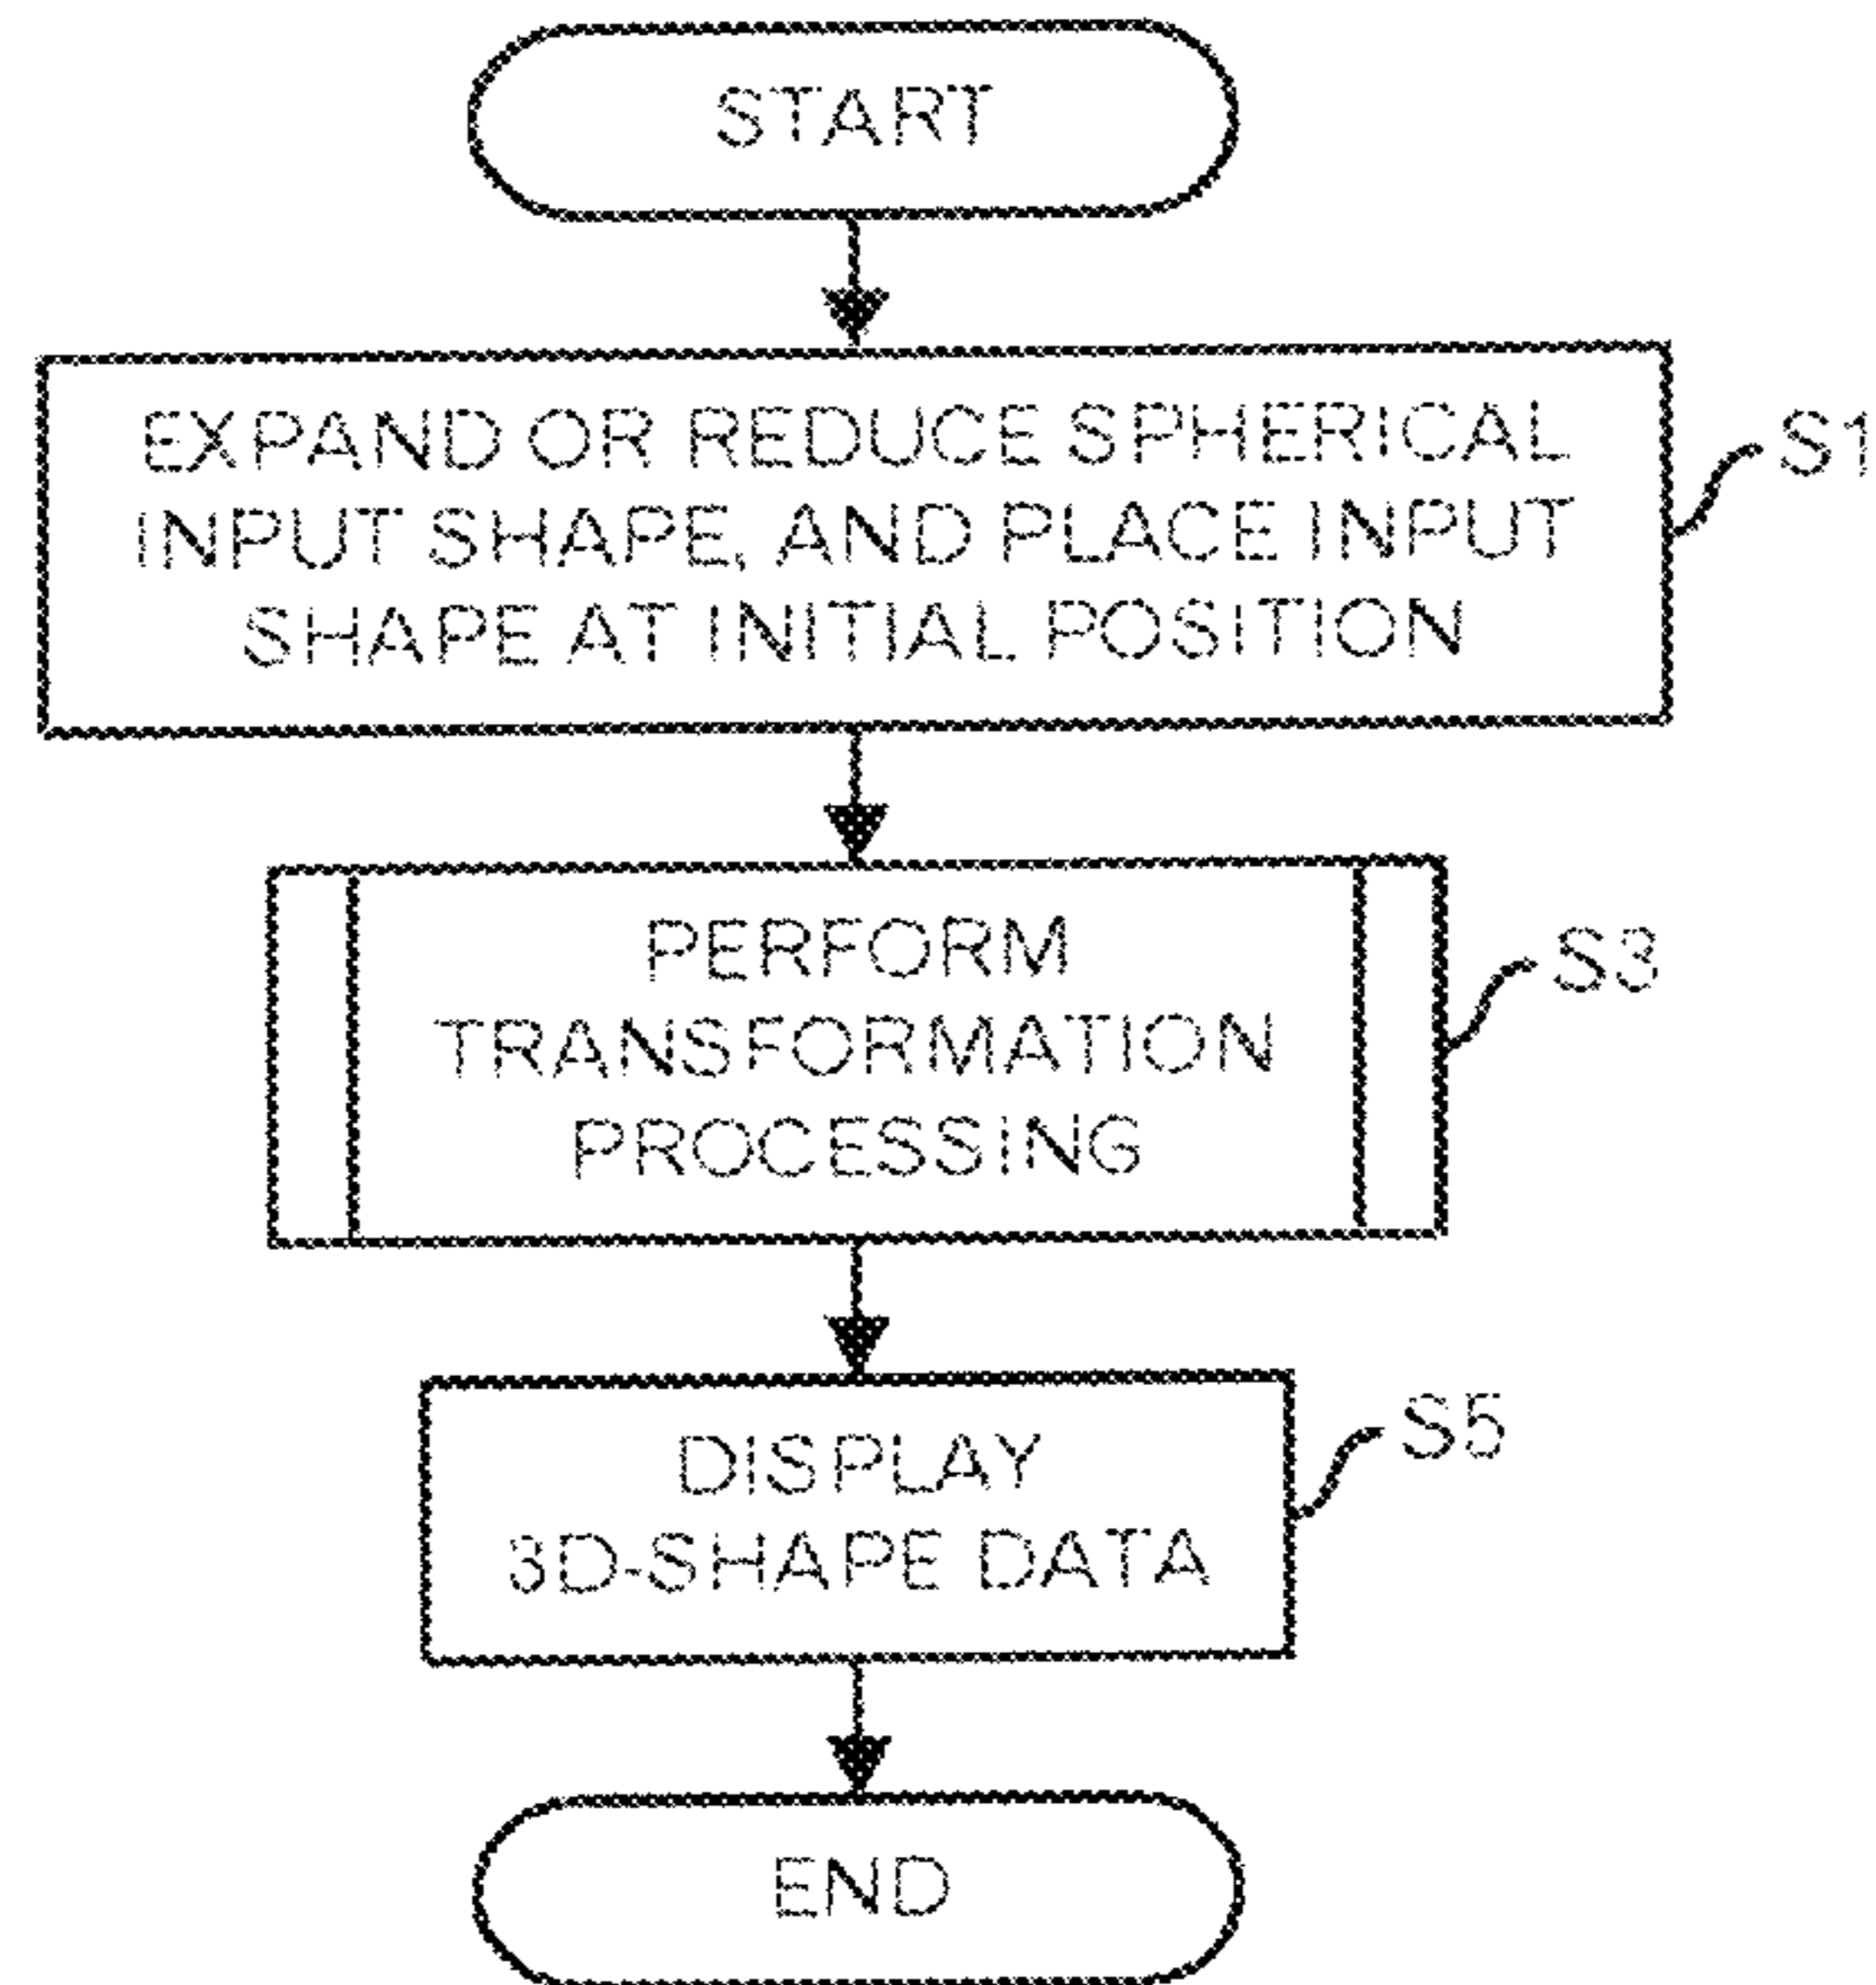 START
EXPAND OR REDUCE SPHERICAL
INPUT SHAPE, AND PLACE INPUT
SHAPE AT INITIAL POSITION
S1
PERFORM
TRANSFORMATION
PROCESSING
S3
DISPLAY
3D-SHAPE DATA
S5
END